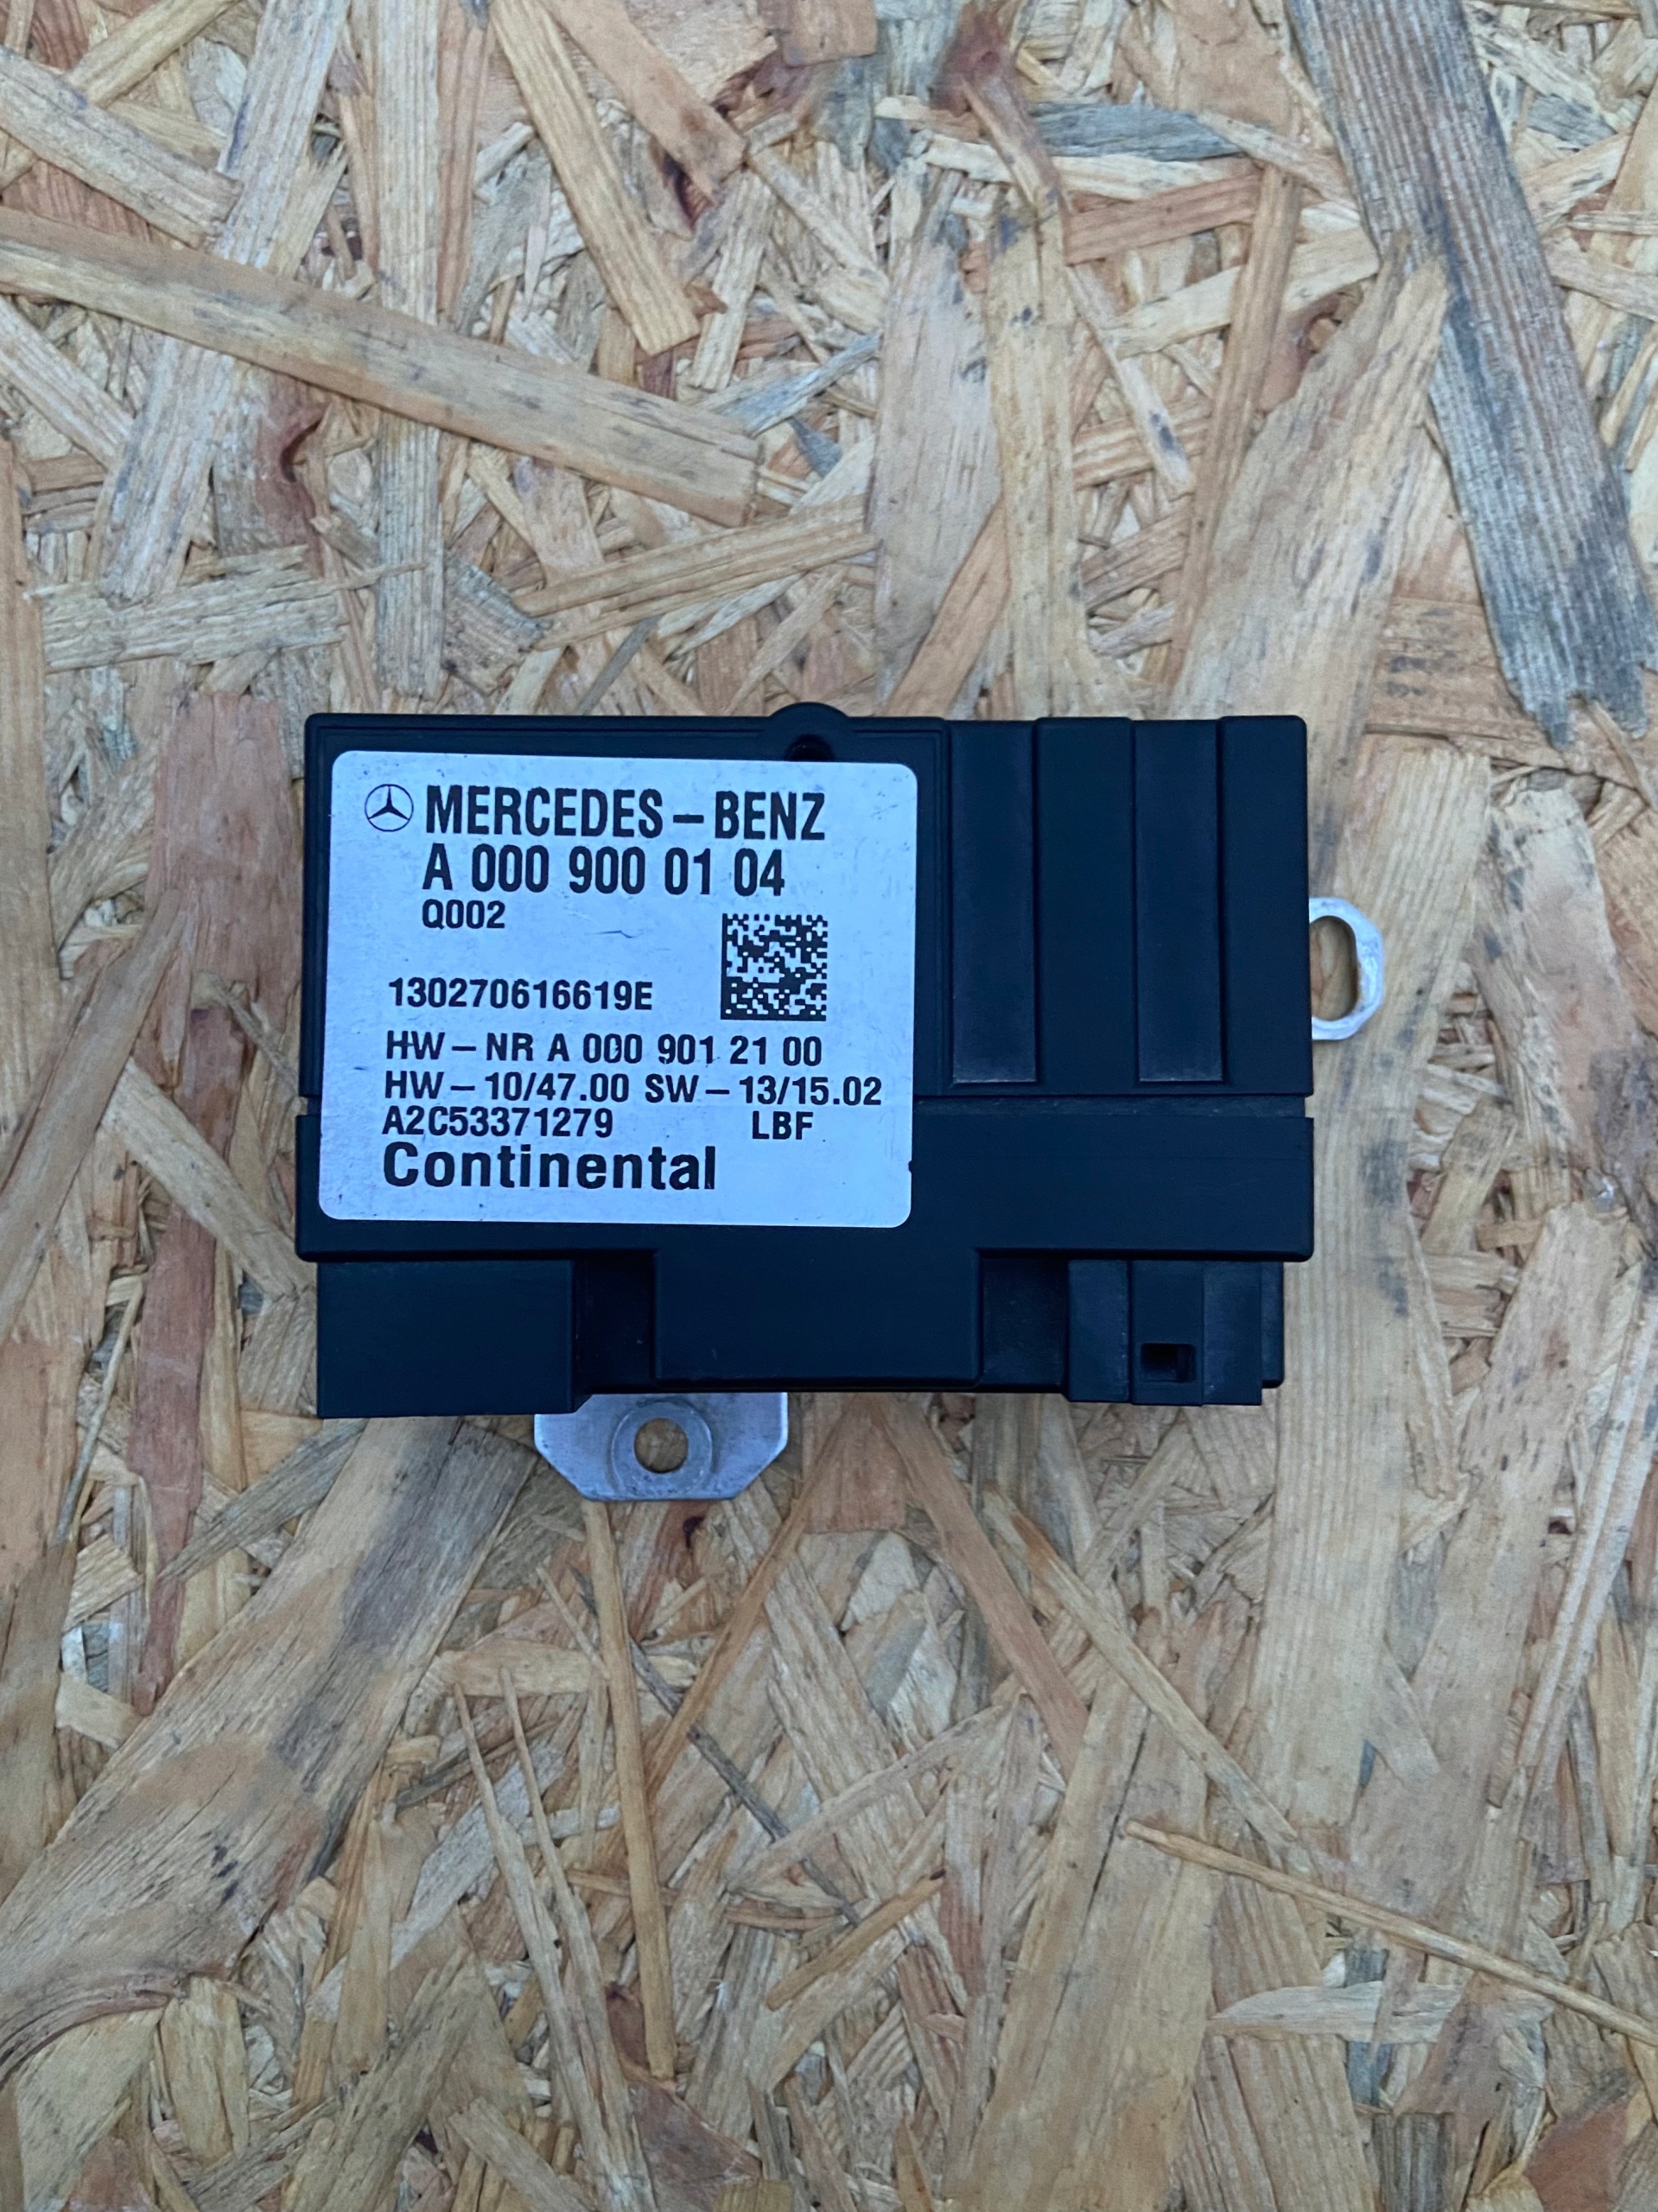 MERCEDES-BENZ
A 000 900 01 04
Q002
130270616619E
HW-NR A 000 901 21 00
HW-10/47.00 SW-13/15.02
A2C53371279 LBF
Continental